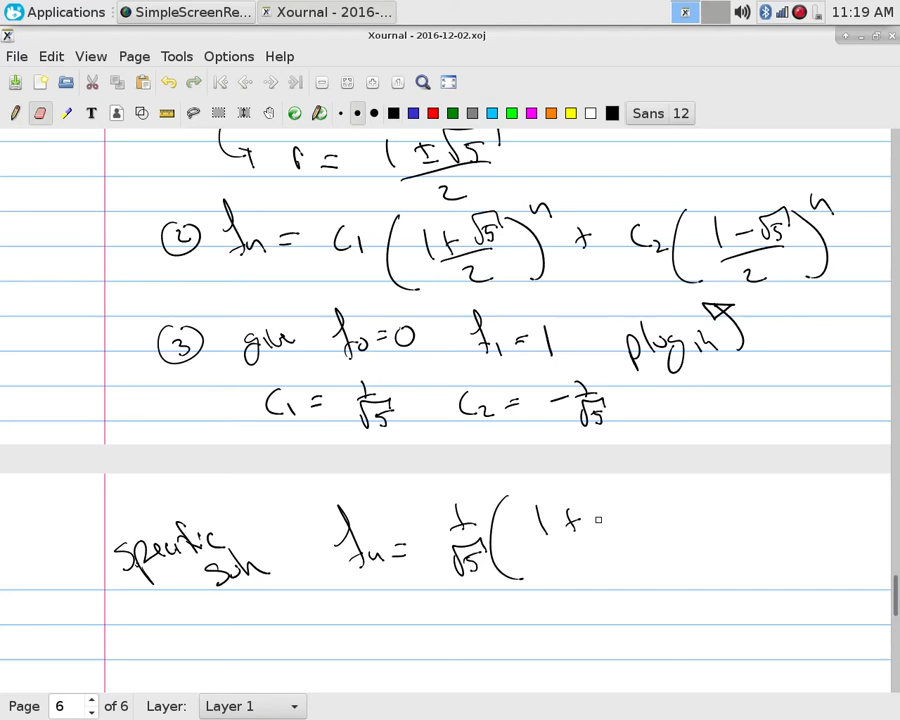 Applications SimpleScreenRe... Xournal - 2016-... 11:19 AM
Xournal - 2016-12-02.xoj
File Edit View Page Tools Options Help
Sans 12
r = 1 ± √5 / 2
② fn = C1 ( 1 + √5 / 2 )^n + C2 ( 1 - √5 / 2 )^n
③ give f0 = 0 f1 = 1 plug in
C1 = 1/√5 C2 = - 1/√5
specific soln fn = 1/√5 ( 1 +
Page 6 of 6 Layer: Layer 1